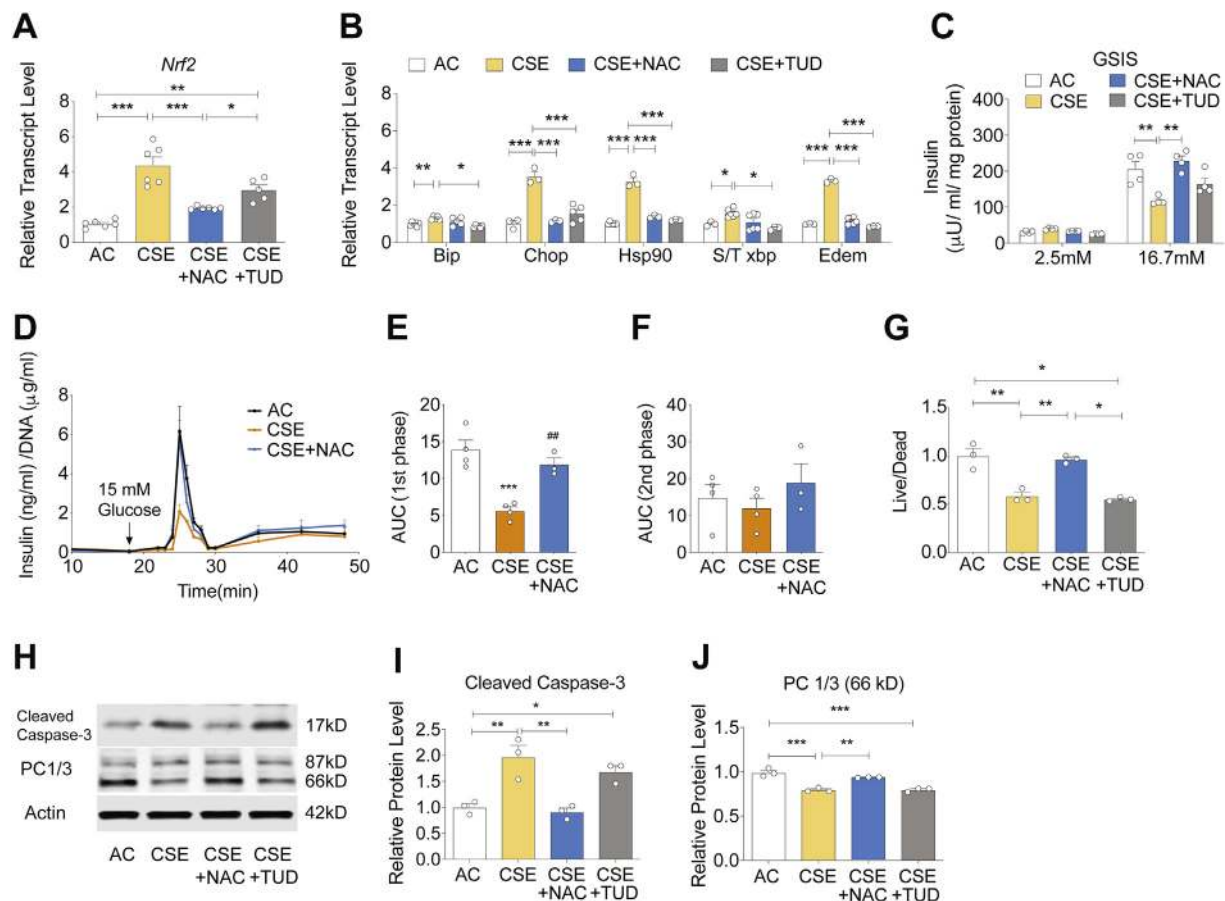 A
Nrf2
Relative Transcript Level
8
6
4
2
0
**
*** *** *
AC CSE CSE +NAC CSE +TUD
B
AC CSE CSE+NAC CSE+TUD
Relative Transcript Level
8
6
4
2
0
** *
*** *** ***
*** *** ***
* *
*** *** ***
Bip Chop Hsp90 S/T xbp Edem
C
GSIS
AC CSE+NAC
CSE CSE+TUD
Insulin
(μU/ ml/ mg protein)
400
300
200
100
0
** **
2.5mM 16.7mM
D
Insulin (ng/ml) /DNA (μg/ml)
8
6
4
2
0
AC
CSE
CSE+NAC
15 mM
Glucose
10 20 30 40 50
Time(min)
E
AUC (1st phase)
20
15
10
5
0
***
##
AC CSE CSE +NAC
F
AUC (2nd phase)
40
30
20
10
0
AC CSE CSE +NAC
G
Live/Dead
1.5
1.0
0.5
0.0
*
** ** *
AC CSE CSE +NAC CSE +TUD
H
Cleaved
Caspase-3
17kD
PC1/3
87kD
66kD
Actin
42kD
AC CSE CSE +NAC CSE +TUD
I
Cleaved Caspase-3
Relative Protein Level
2.5
2.0
1.5
1.0
0.5
0.0
*
** **
AC CSE CSE +NAC CSE +TUD
J
PC 1/3 (66 kD)
Relative Protein Level
1.5
1.0
0.5
0.0
***
*** **
AC CSE CSE +NAC CSE +TUD